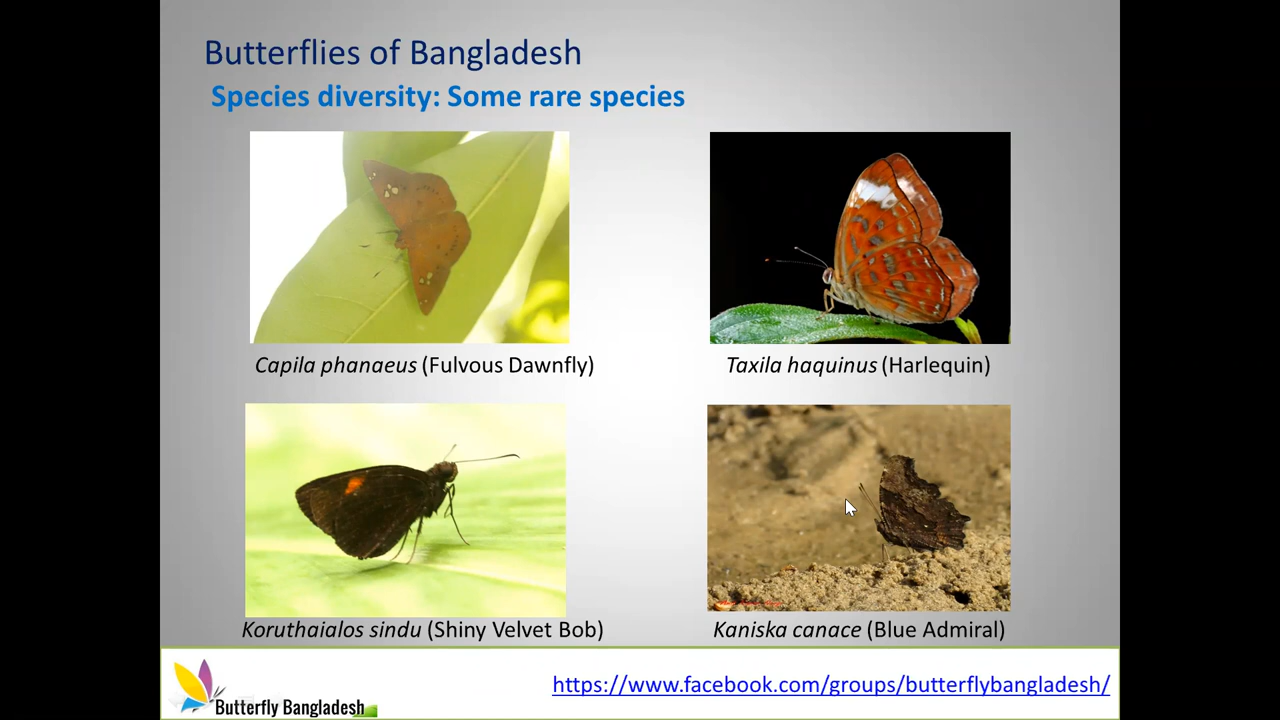 Butterflies of Bangladesh
Species diversity: Some rare species
Capila phanaeus (Fulvous Dawnfly)
Taxila haquinus (Harlequin)
Koruthaialos sindu (Shiny Velvet Bob)
Kaniska canace (Blue Admiral)
Butterfly Bangladesh
https://www.facebook.com/groups/butterflybangladesh/